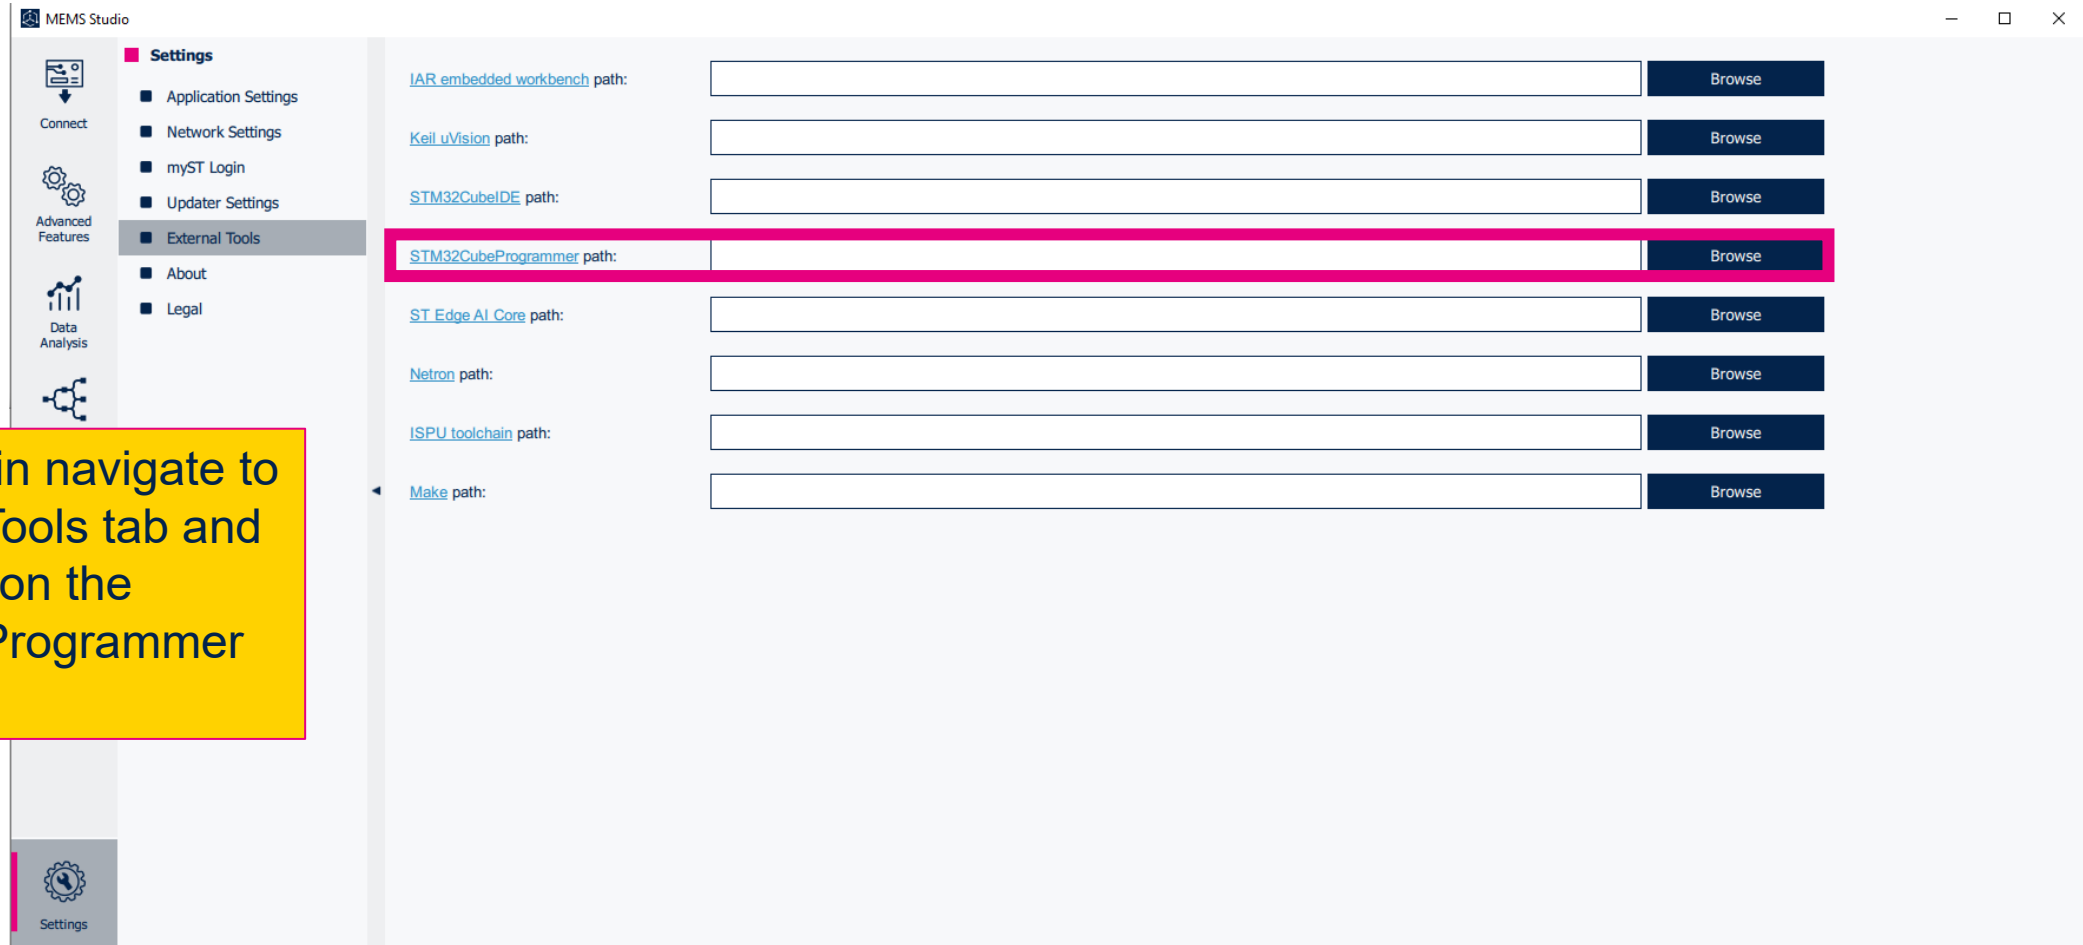 MEMS Studio
Connect
Advanced
Features
Data
Analysis
Settings
Settings
Application Settings
Network Settings
myST Login
Updater Settings
External Tools
About
Legal
IAR embedded workbench path:
Browse
Keil uVision path:
Browse
STM32CubeIDE path:
Browse
STM32CubeProgrammer path:
Browse
ST Edge AI Core path:
Browse
Netron path:
Browse
ISPU toolchain path:
Browse
Make path:
Browse
in navigate to
Tools tab and
on the
Programmer